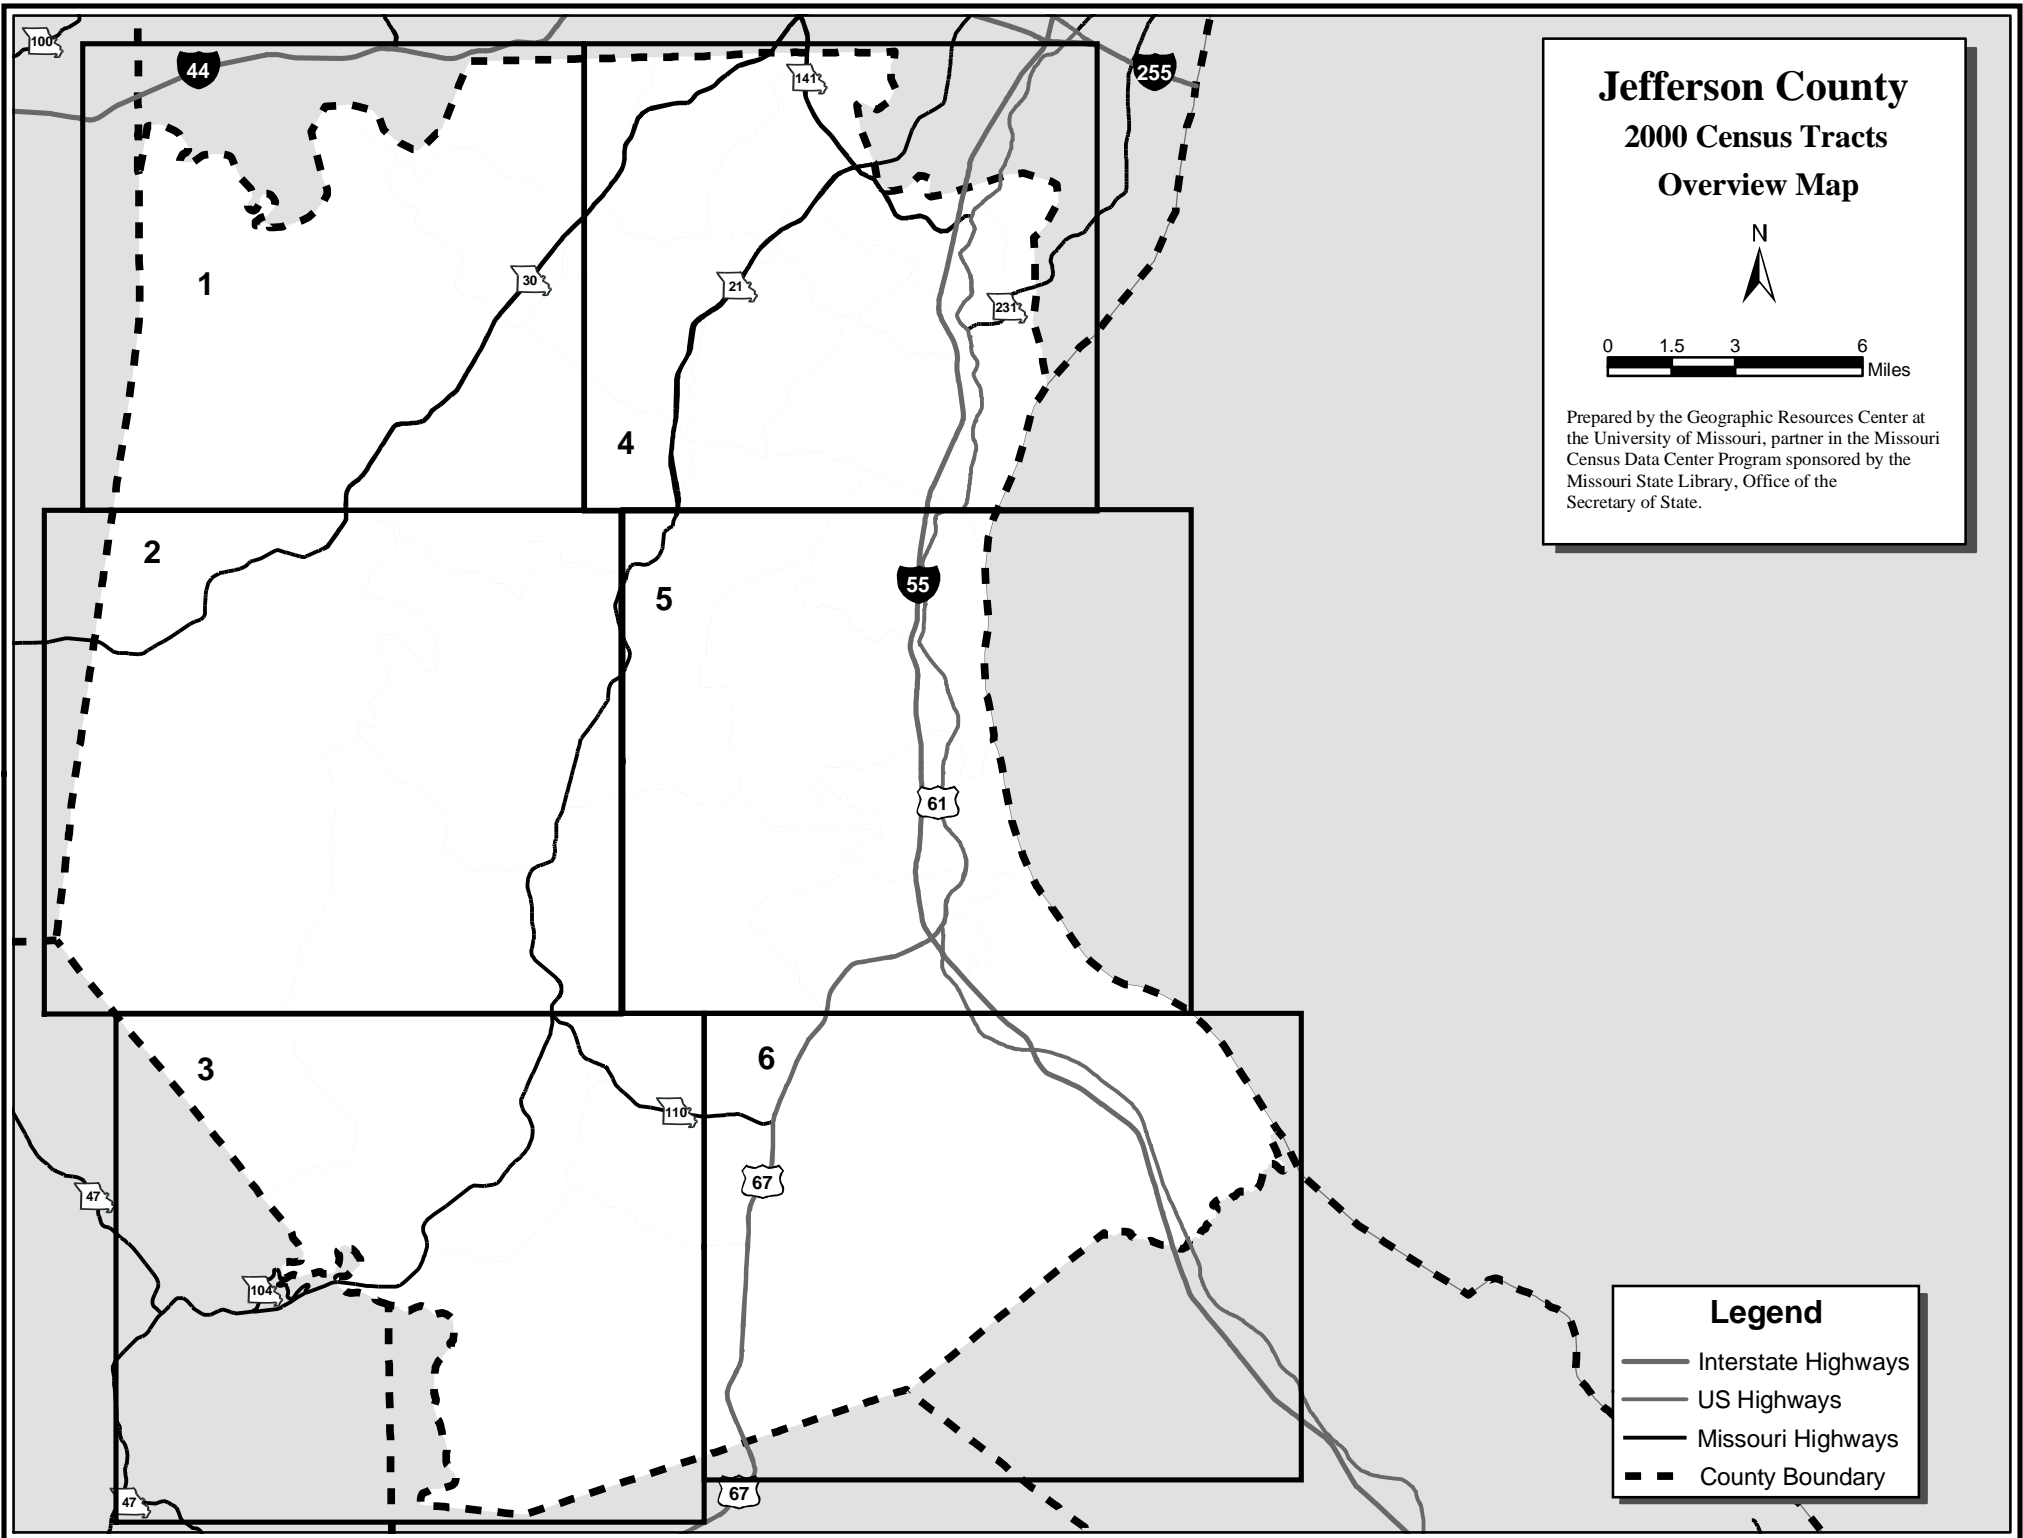 Jefferson County
2000 Census Tracts
Overview Map
N
0 1.5 3 6
Miles
Prepared by the Geographic Resources Center at
the University of Missouri, partner in the Missouri
Census Data Center Program sponsored by the
Missouri State Library, Office of the
Secretary of State.
100
44
141
255
1
30
21
231
4
2
55
5
61
3
6
110
67
47
104
47
67
Legend
Interstate Highways
US Highways
Missouri Highways
County Boundary